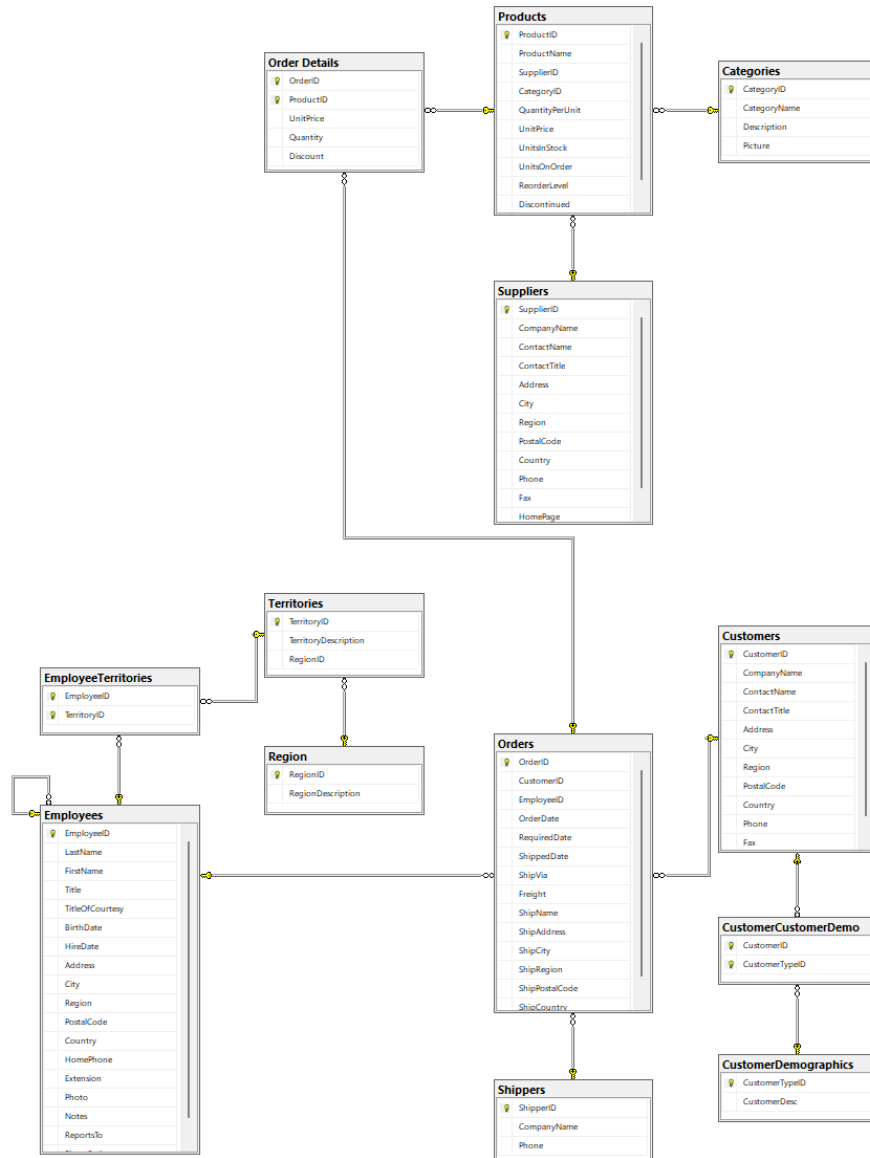 Products
ProductID
ProductName
SupplierID
CategoryID
QuantityPerUnit
UnitPrice
UnitsInStock
UnitsOnOrder
ReorderLevel
Discontinued
Order Details
OrderID
ProductID
UnitPrice
Quantity
Discount
Categories
CategoryID
CategoryName
Description
Picture
Suppliers
SupplierID
CompanyName
ContactName
ContactTitle
Address
City
Region
PostalCode
Country
Phone
Fax
HomePage
Territories
TerritoryID
TerritoryDescription
RegionID
EmployeeTerritories
EmployeeID
TerritoryID
Region
RegionID
RegionDescription
Customers
CustomerID
CompanyName
ContactName
ContactTitle
Address
City
Region
PostalCode
Country
Phone
Fax
Orders
OrderID
CustomerID
EmployeeID
OrderDate
RequiredDate
ShippedDate
ShipVia
Freight
ShipName
ShipAddress
ShipCity
ShipRegion
ShipPostalCode
ShipCountry
Employees
EmployeeID
LastName
FirstName
Title
TitleOfCourtesy
BirthDate
HireDate
Address
City
Region
PostalCode
Country
HomePhone
Extension
Photo
Notes
ReportsTo
CustomerCustomerDemo
CustomerID
CustomerTypeID
CustomerDemographics
CustomerTypeID
CustomerDesc
Shippers
ShipperID
CompanyName
Phone